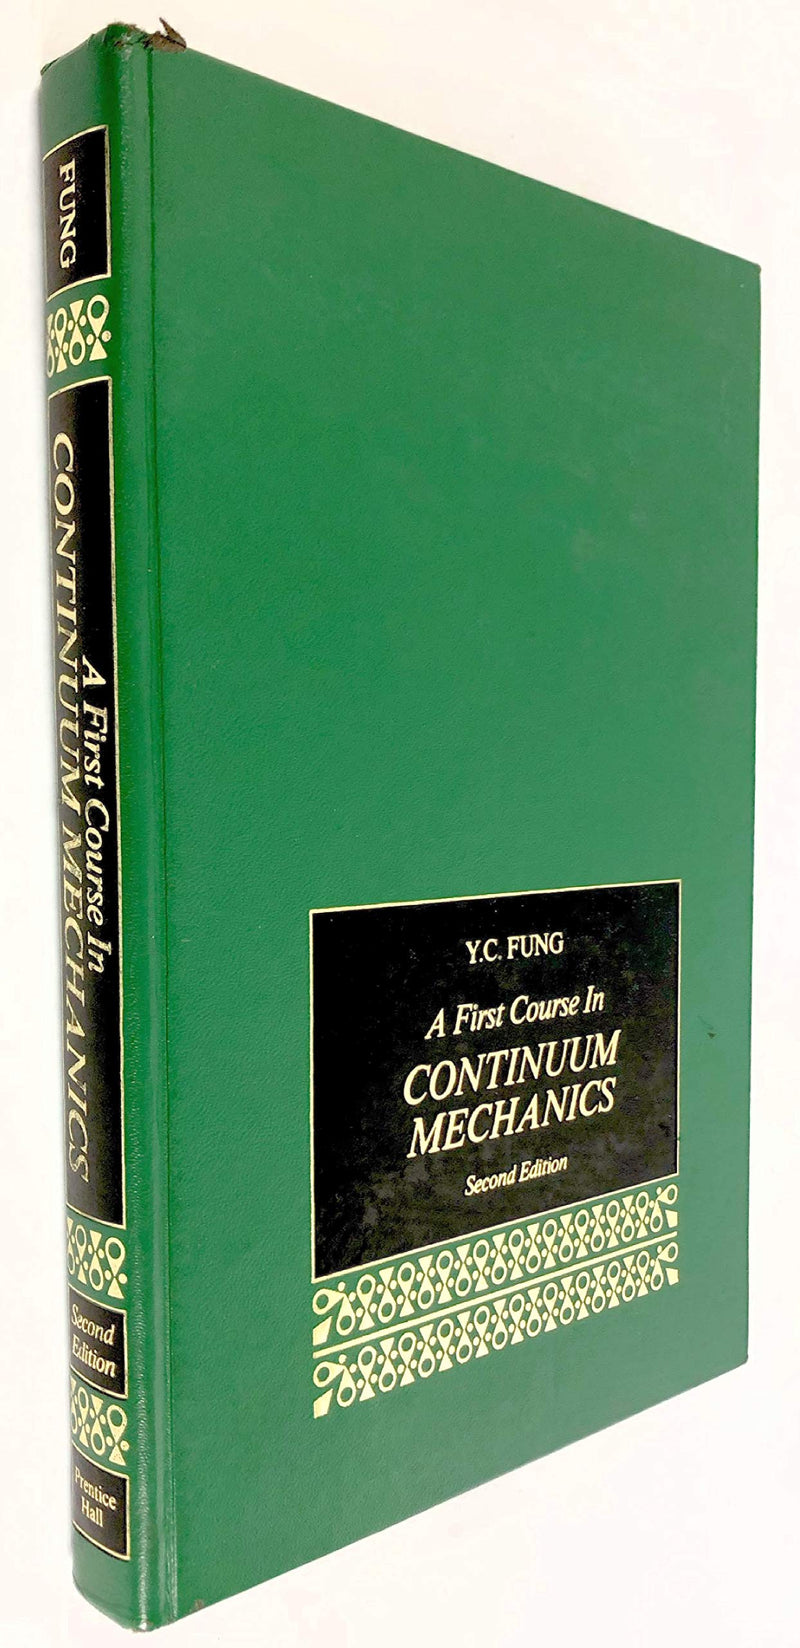 FUNG
A First Course In
CONTINUUM MECHANICS
Second
Edition
Prentice
Hall
Y.C. FUNG
A First Course In
CONTINUUM
MECHANICS
Second Edition